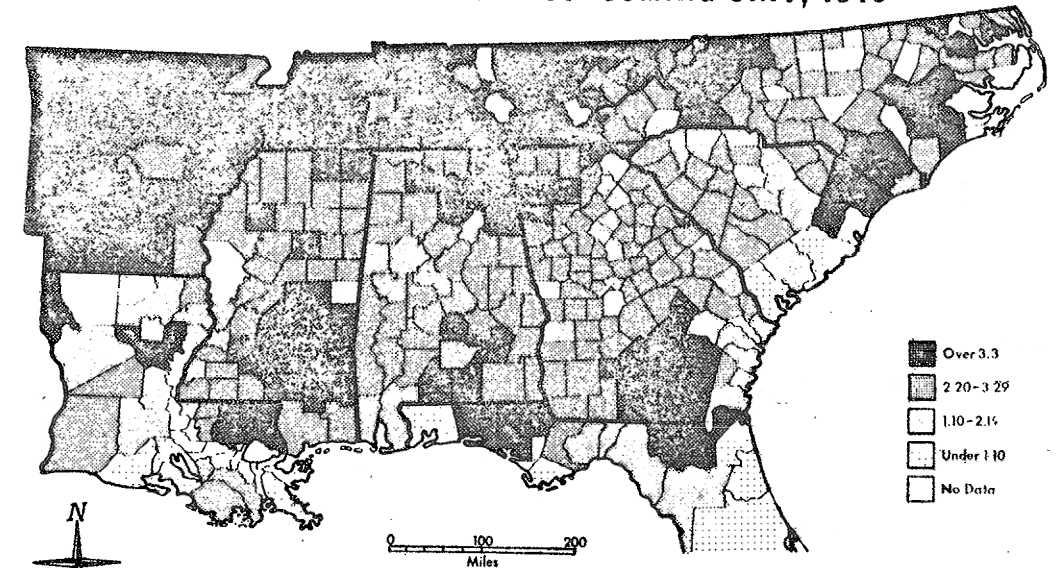 Over 3.3
2 20-3 29
1.10-2.19
Under 1-10
No Data
N
0 100 200
Miles